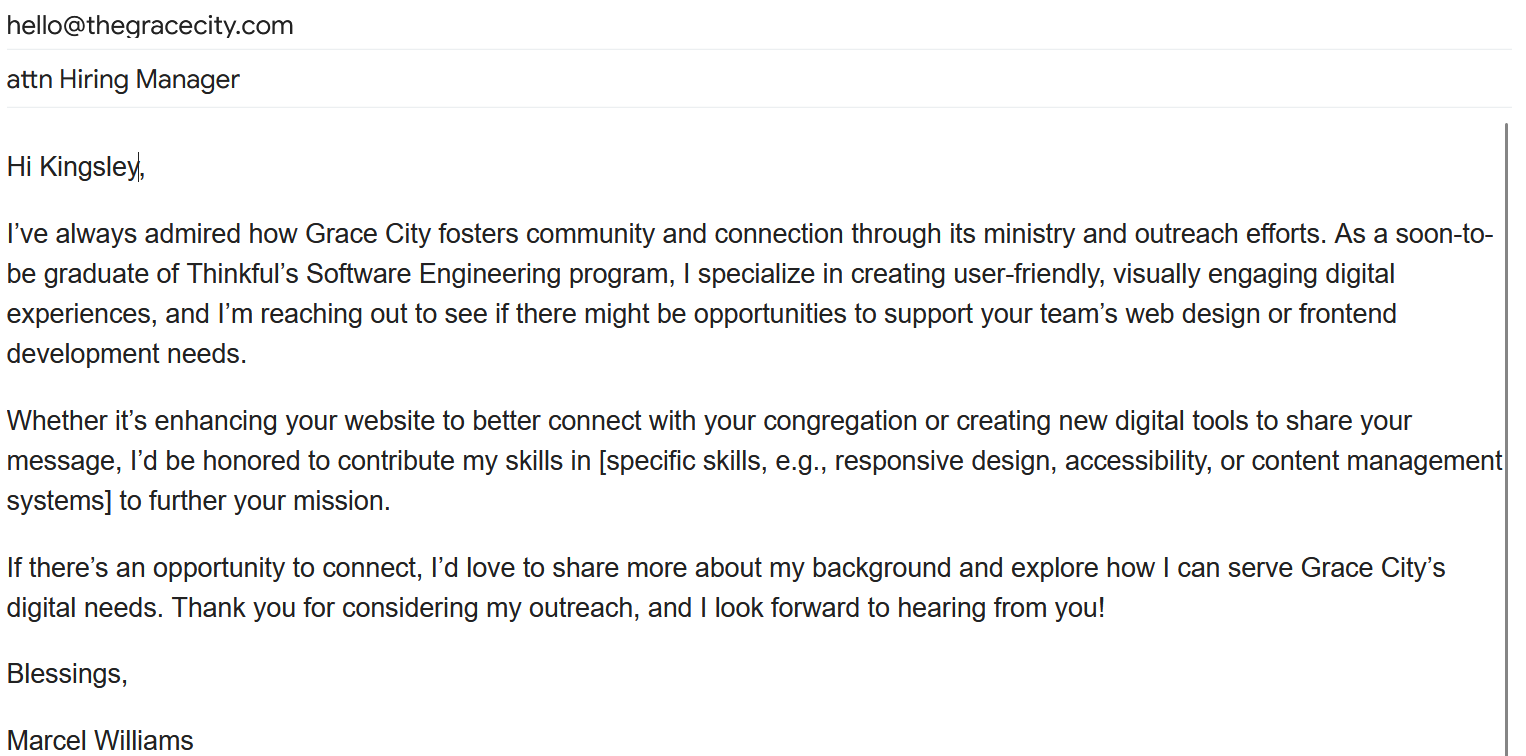 hello@thegracecity.com
attn Hiring Manager
Hi Kingsley,
I’ve always admired how Grace City fosters community and connection through its ministry and outreach efforts. As a soon-to-
be graduate of Thinkful’s Software Engineering program, I specialize in creating user-friendly, visually engaging digital
experiences, and I’m reaching out to see if there might be opportunities to support your team’s web design or frontend
development needs.
Whether it’s enhancing your website to better connect with your congregation or creating new digital tools to share your
message, I’d be honored to contribute my skills in [specific skills, e.g., responsive design, accessibility, or content management
systems] to further your mission.
If there’s an opportunity to connect, I’d love to share more about my background and explore how I can serve Grace City’s
digital needs. Thank you for considering my outreach, and I look forward to hearing from you!
Blessings,
Marcel Williams